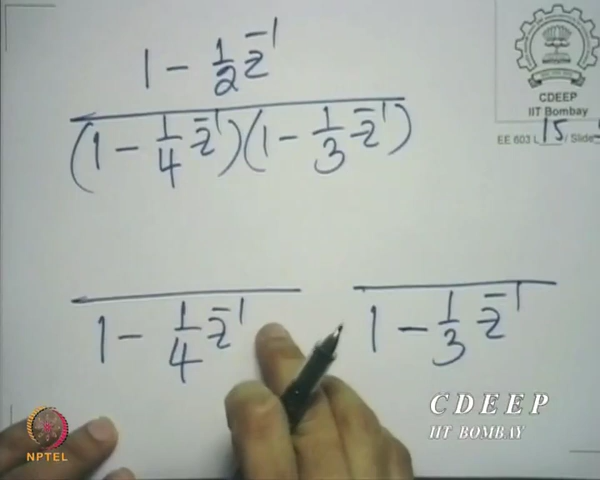 1 - 1/2 z⁻¹
(1 - 1/4 z⁻¹)(1 - 1/3 z⁻¹)
CDEEP
IIT Bombay
EE 603 L 15 / Slide
1 - 1/4 z⁻¹
1 - 1/3 z⁻¹
CDEEP
IIT BOMBAY
NPTEL